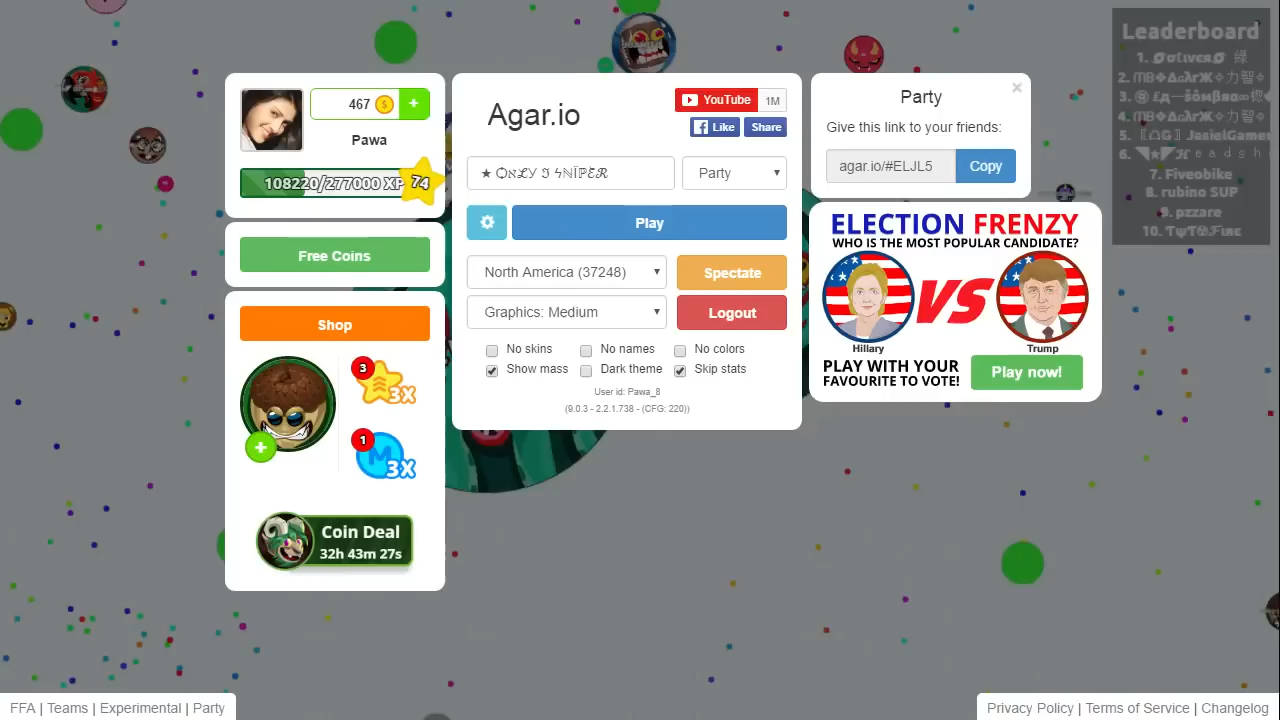 467
Pawa
108220/277000 XP 74
Free Coins
Shop
3
3X
1
M
3X
Coin Deal
32h 43m 27s
Agar.io
YouTube 1M
Like Share
Party
Play
North America (37248)
Spectate
Graphics: Medium
Logout
No skins No names No colors
Show mass Dark theme Skip stats
User id: Pawa_8
(9.0.3 - 2.2.1.738 - (CFG: 220))
Party
Give this link to your friends:
agar.io/#ELJL5 Copy
ELECTION FRENZY
WHO IS THE MOST POPULAR CANDIDATE?
VS
Hillary Trump
PLAY WITH YOUR
FAVOURITE TO VOTE!
Play now!
Leaderboard
7. Fiveobike
8. rubino SUP
9. pzzare
FFA | Teams | Experimental | Party
Privacy Policy | Terms of Service | Changelog